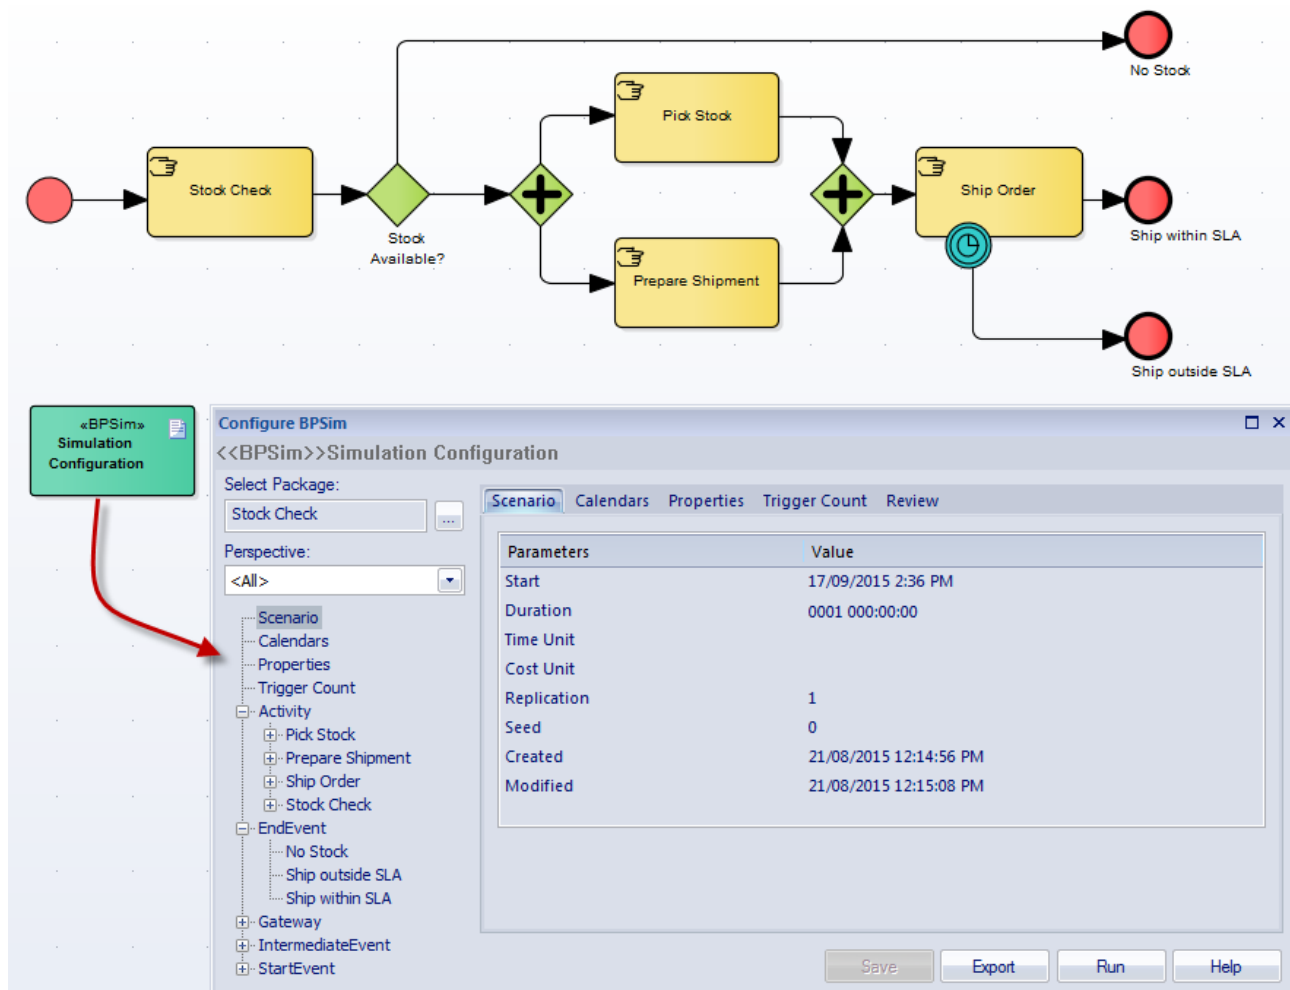 No Stock
Pick Stock
Stock Check
Ship Order
Stock
Available?
Ship within SLA
Prepare Shipment
Ship outside SLA
«BPSim»
Simulation
Configuration
Configure BPSim
<<BPSim>>Simulation Configuration
Select Package:
Stock Check
...
Perspective:
<All>
Scenario
Calendars
Properties
Trigger Count
Activity
Pick Stock
Prepare Shipment
Ship Order
Stock Check
EndEvent
No Stock
Ship outside SLA
Ship within SLA
Gateway
IntermediateEvent
StartEvent
Scenario Calendars Properties Trigger Count Review
Parameters Value
Start 17/09/2015 2:36 PM
Duration 0001 000:00:00
Time Unit
Cost Unit
Replication 1
Seed 0
Created 21/08/2015 12:14:56 PM
Modified 21/08/2015 12:15:08 PM
Save Export Run Help